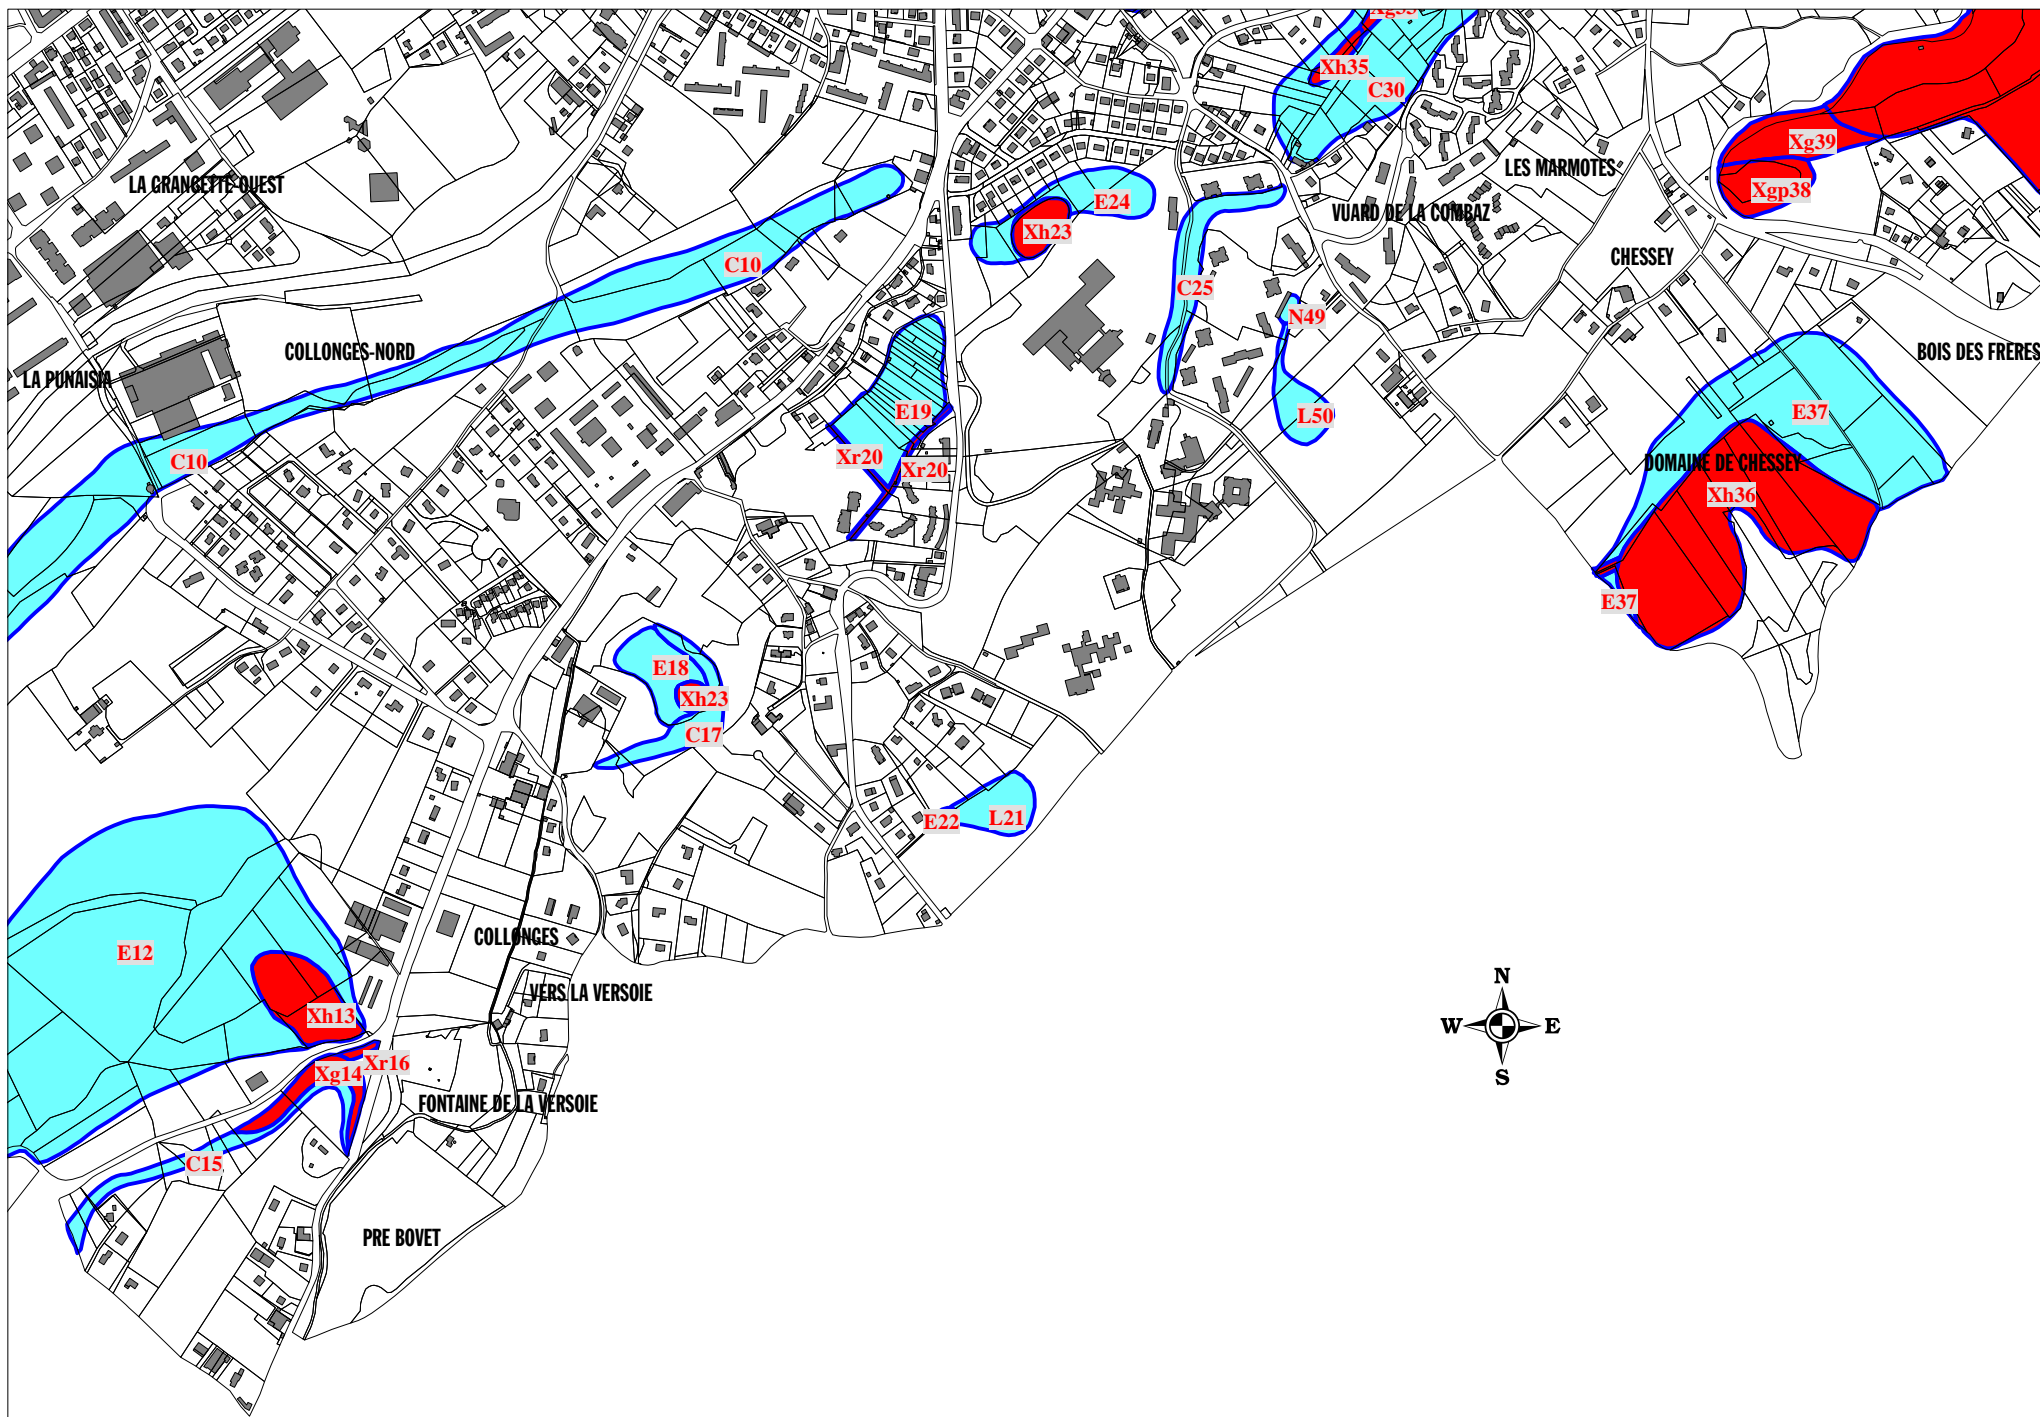 Xh35
C30
Xg39
LES MARMOTES
LA GRANGETTE-OUEST
Xgp38
E24
VUARD DE LA COMBAZ
Xh23
CHESSEY
C10
C25
N49
COLLONGES-NORD
BOIS DES FRERES
LA PUNAISIA
E19
L50
E37
Xr20
C10
Xr20
DOMAINE DE CHESSEY
Xh36
E37
E18
Xh23
C17
E22
L21
COLLONGES
E12
VERS LA VERSOIE
N
Xh13
W
E
Xr16
Xg14
S
FONTAINE DE LA VERSOIE
C15
PRE BOVET